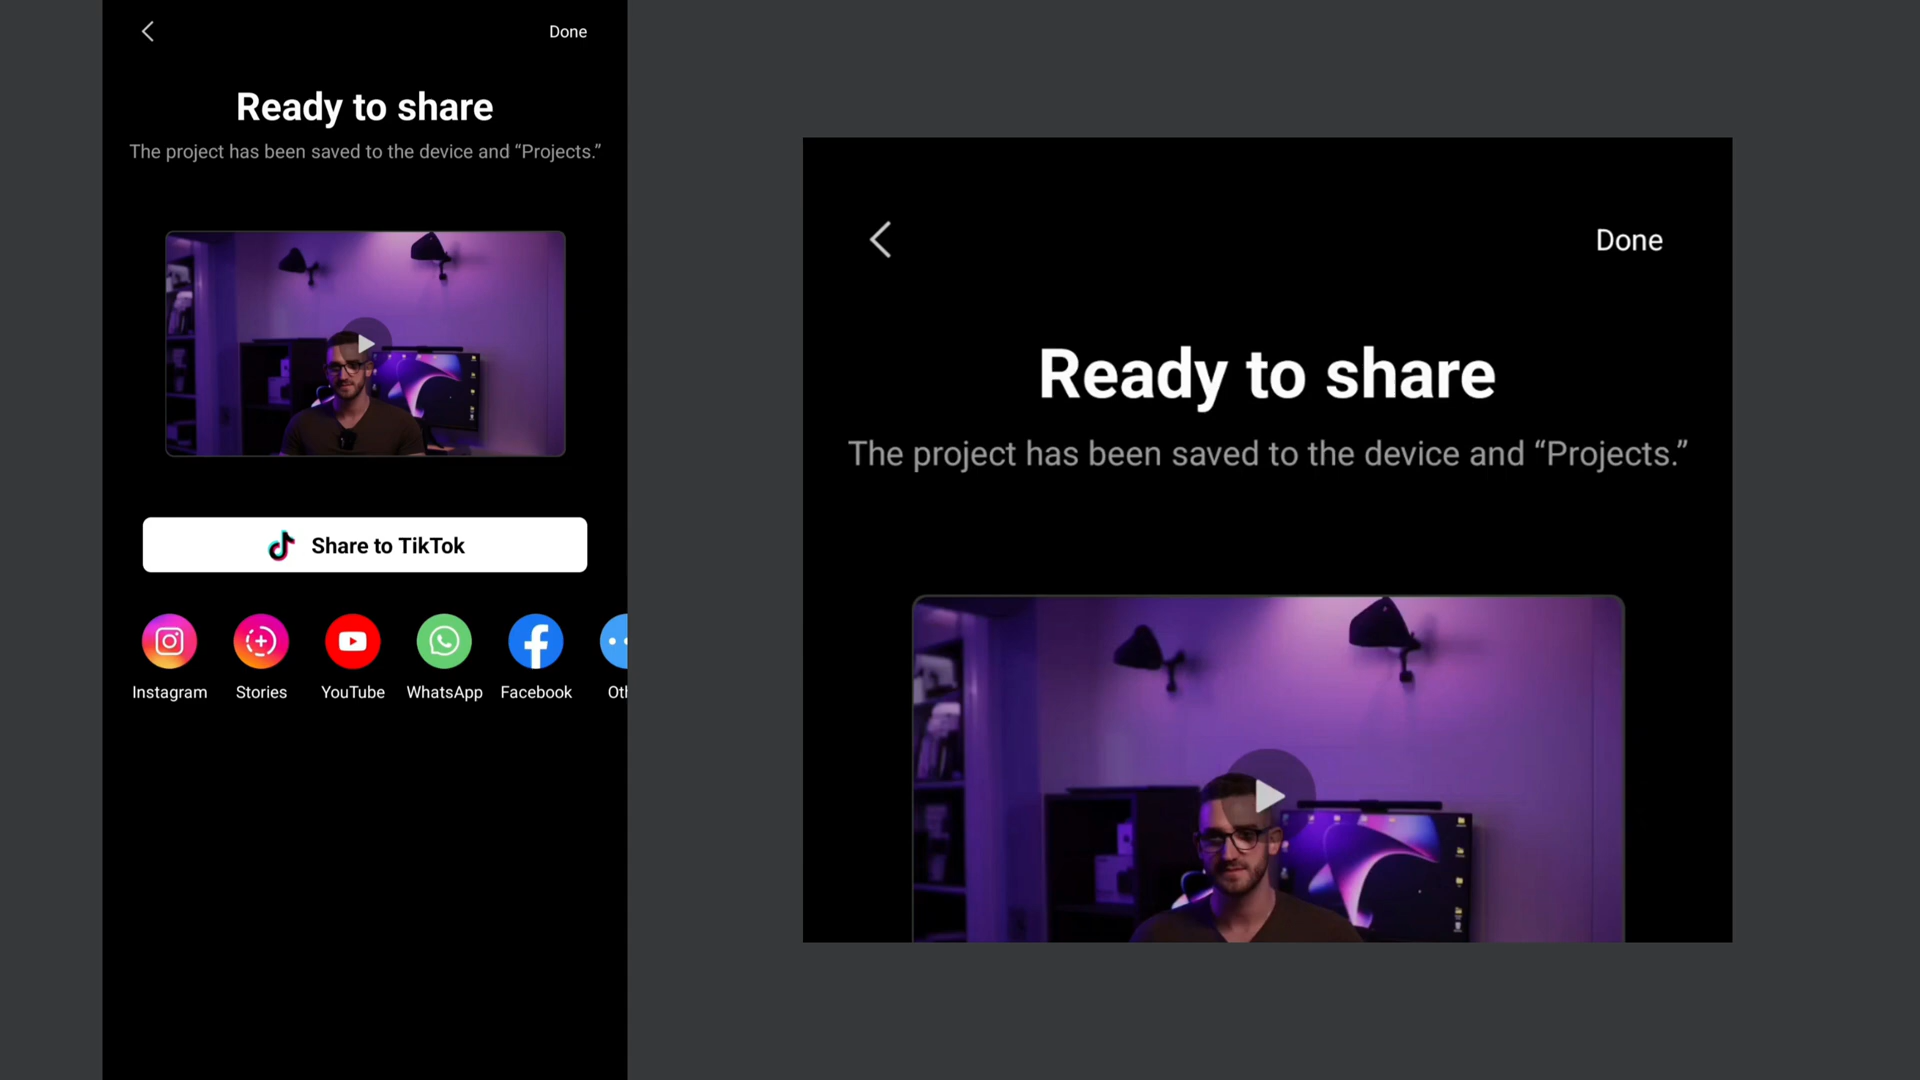 Done
Ready to share
The project has been saved to the device and “Projects.”
Share to TikTok
Instagram
Stories
YouTube
WhatsApp
Facebook
Oth
Done
Ready to share
The project has been saved to the device and “Projects.”